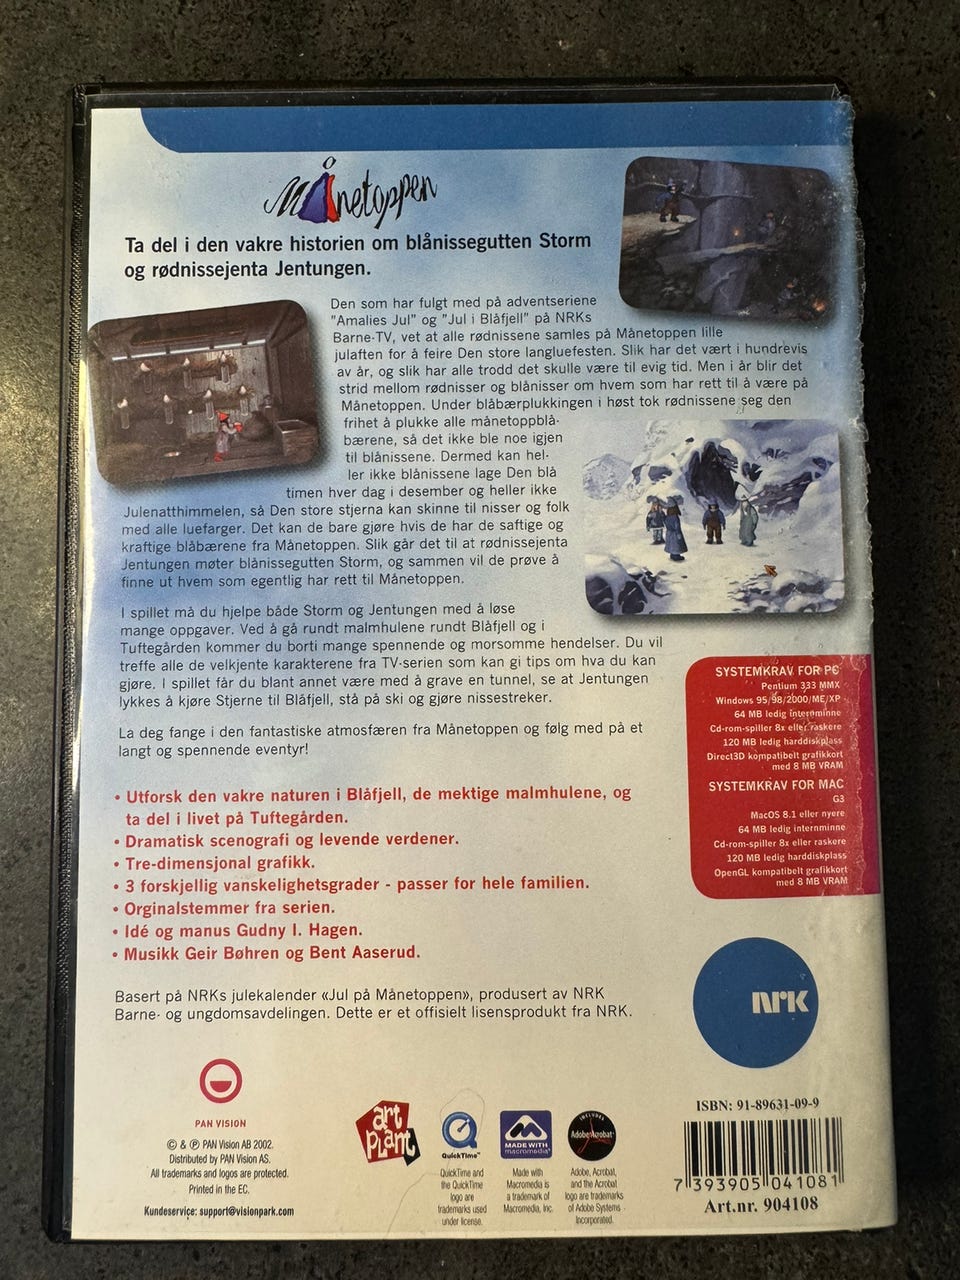 Månetoppen
Ta del i den vakre historien om blånissegutten Storm
og rødnissejenta Jentungen.
Den som har fulgt med på adventseriene
"Amalies Jul" og "Jul i Blåfjell" på NRKs
Barne-TV, vet at alle rødnissene samles på Månetoppen lille
julaften for å feire Den store langluefesten. Slik har det vært i hundrevis
av år, og slik har alle trodd det skulle være til evig tid. Men i år blir det
strid mellom rødnisser og blånisser om hvem som har rett til å være på
Månetoppen. Under blåbærplukkingen i høst tok rødnissene seg den
frihet å plukke alle månetoppblå-
bærene, så det ikke ble noe igjen
til blånissene. Dermed kan hel-
ler ikke blånissene lage Den blå
timen hver dag i desember og heller ikke
Julenatthimmelen, så Den store stjerna kan skinne til nisser og folk
med alle luefarger. Det kan de bare gjøre hvis de har de saftige og
kraftige blåbærene fra Månetoppen. Slik går det til at rødnissejenta
Jentungen møter blånissegutten Storm, og sammen vil de prøve å
finne ut hvem som egentlig har rett til Månetoppen.
I spillet må du hjelpe både Storm og Jentungen med å løse
mange oppgaver. Ved å gå rundt malmhulene rundt Blåfjell og i
Tuftegården kommer du borti mange spennende og morsomme hendelser. Du vil
treffe alle de velkjente karakterene fra TV-serien som kan gi tips om hva du kan
gjøre. I spillet får du blant annet være med å grave en tunnel, se at Jentungen
lykkes å kjøre Stjerne til Blåfjell, stå på ski og gjøre nissestreker.
La deg fange i den fantastiske atmosfæren fra Månetoppen og følg med på et
langt og spennende eventyr!
• Utforsk den vakre naturen i Blåfjell, de mektige malmhulene, og
ta del i livet på Tuftegården.
• Dramatisk scenografi og levende verdener.
• Tre-dimensjonal grafikk.
• 3 forskjellig vanskelighetsgrader - passer for hele familien.
• Orginalstemmer fra serien.
• Idé og manus Gudny I. Hagen.
• Musikk Geir Bøhren og Bent Aaserud.
Basert på NRKs julekalender «Jul på Månetoppen», produsert av NRK
Barne- og ungdomsavdelingen. Dette er et offisielt lisensprodukt fra NRK.
SYSTEMKRAV FOR PC
Pentium 333 MMX
Windows 95/98/2000/ME/XP
64 MB ledig internminne
Cd-rom-spiller 8x eller raskere
120 MB ledig harddiskplass
Direct3D kompatibelt grafikkort
med 8 MB VRAM
SYSTEMKRAV FOR MAC
G3
MacOS 8.1 eller nyere
64 MB ledig internminne
Cd-rom-spiller 8x eller raskere
120 MB ledig harddiskplass
OpenGL kompatibelt grafikkort
med 8 MB VRAM
NRK
PAN VISION
© & ℗ PAN Vision AB 2002.
Distributed by PAN Vision AS.
All trademarks and logos are protected.
Printed in the EC.
Kundeservice: support@visionpark.com
art
plant
QuickTime™
QuickTime and
the QuickTime
logo are
trademarks used
under license.
MADE WITH
macromedia®
Made with
Macromedia is
a trademark of
Macromedia, Inc.
INCLUDES
Adobe Acrobat
Adobe, Acrobat,
and the Acrobat
logo are trademarks
of Adobe Systems
Incorporated.
ISBN: 91-89631-09-9
7 393905 041081
Art.nr. 904108